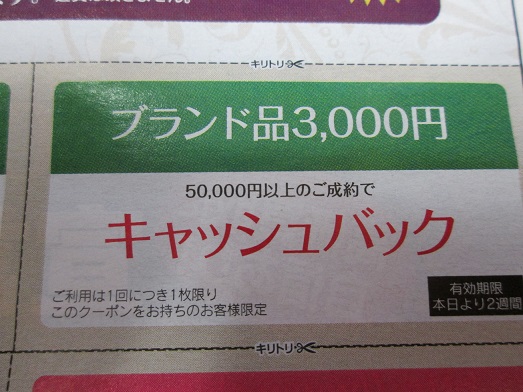 キリトリ
ブランド品3,000円
50,000円以上のご成約で
キャッシュバック
ご利用は1回につき1枚限り
このクーポンをお持ちのお客様限定
有効期限
本日より2週間
キリトリ